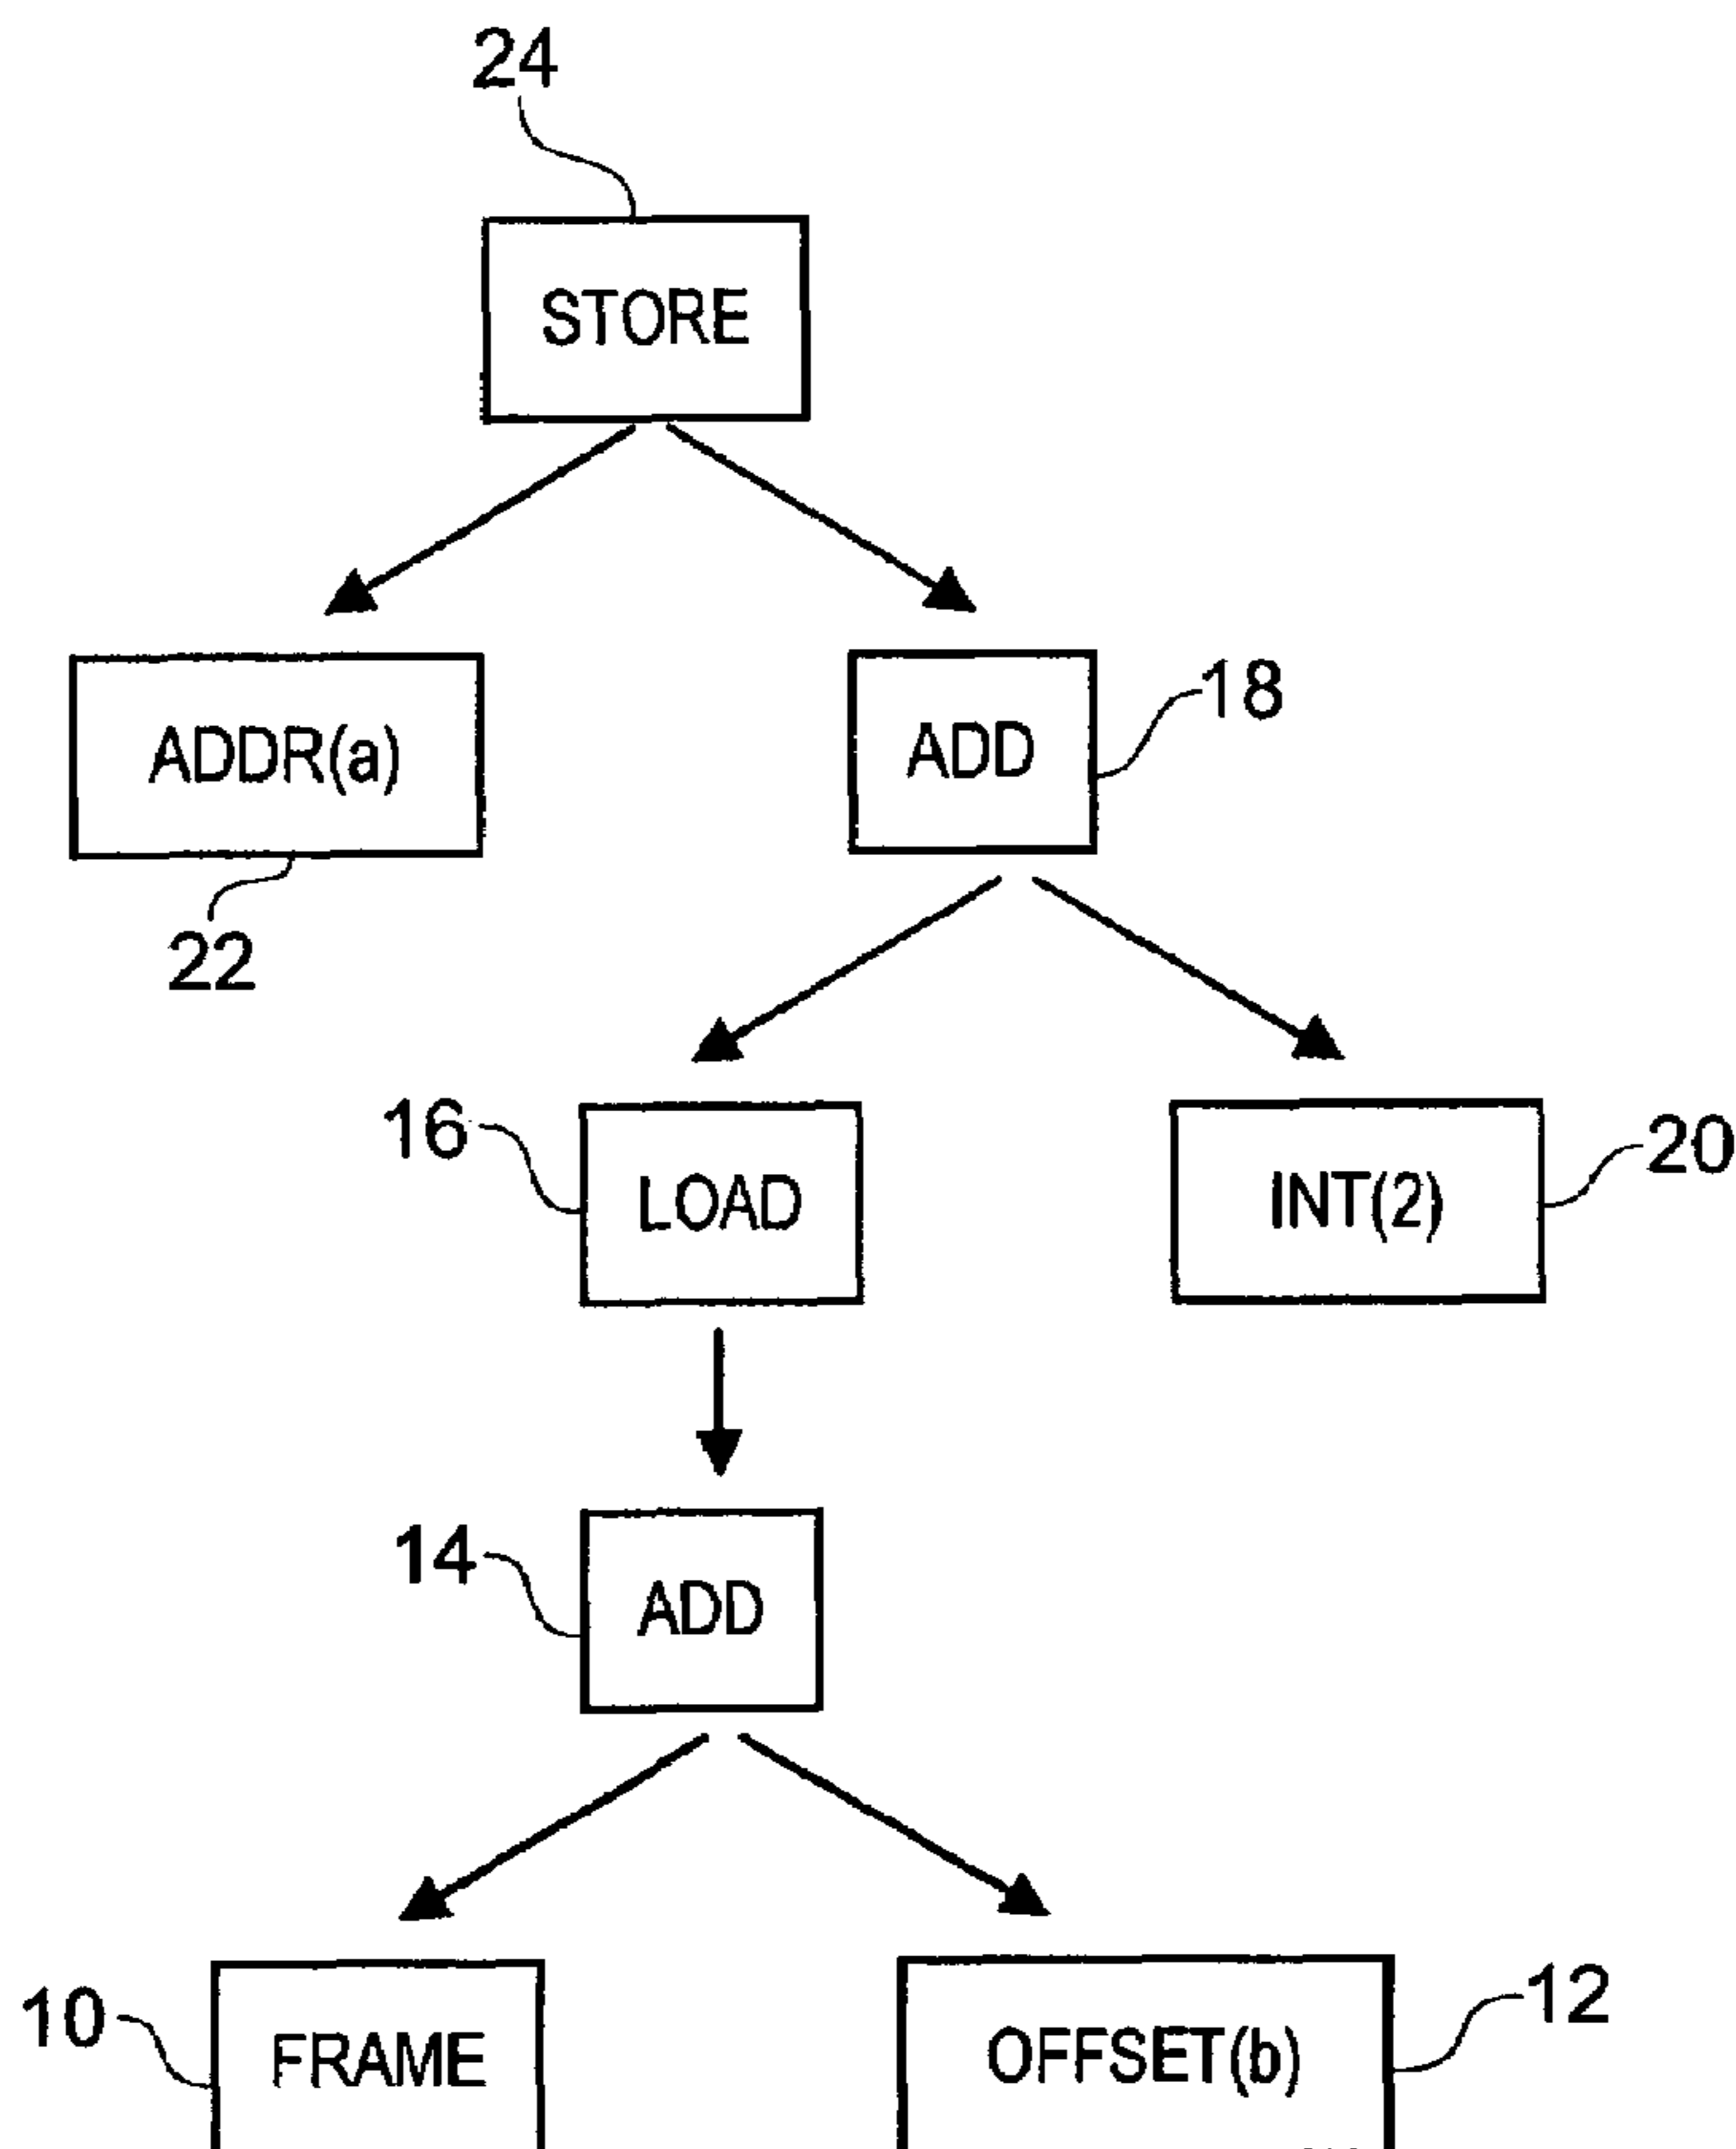 24
STORE
ADDR(a)
ADD
18
22
16
LOAD
INT(2)
20
14
ADD
10
FRAME
OFFSET(b)
12